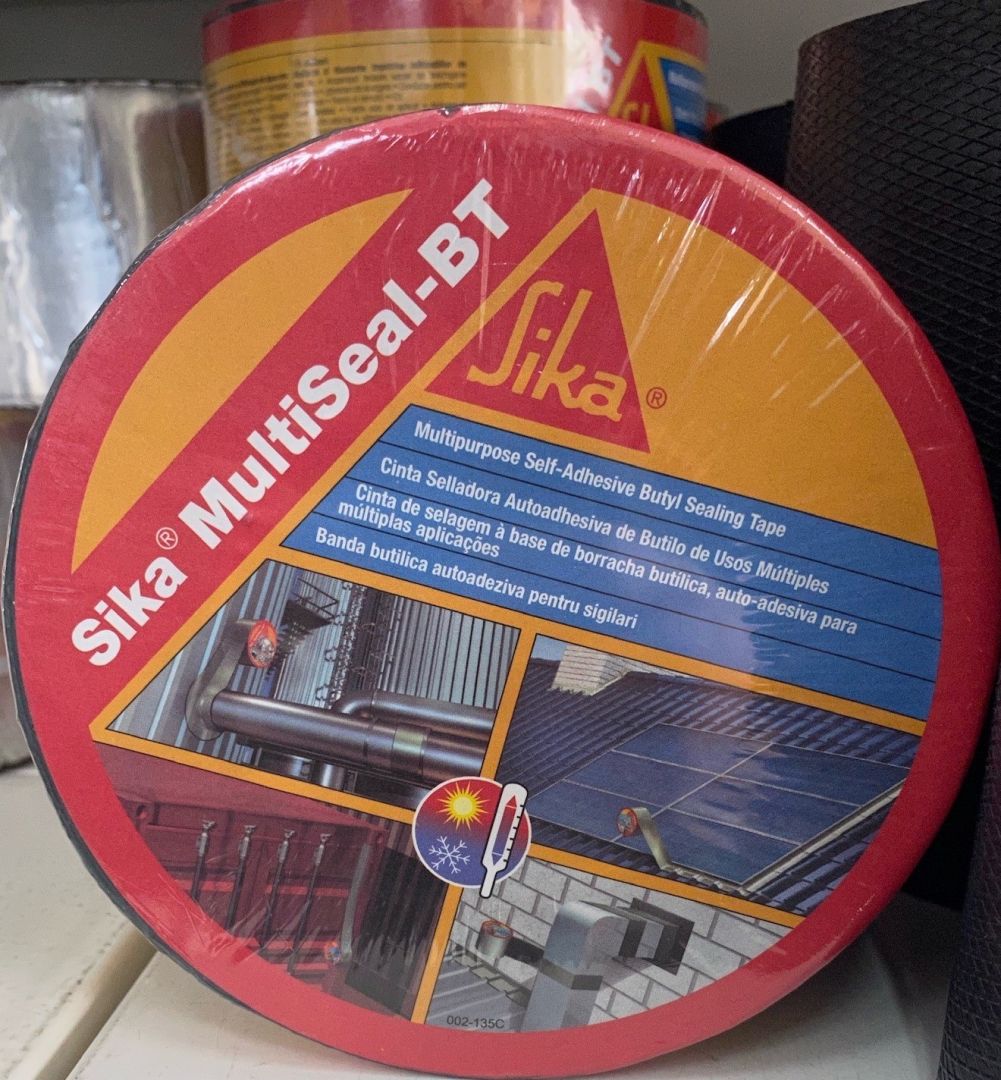 Sika® MultiSeal-BT
Sika®
Multipurpose Self-Adhesive Butyl Sealing Tape
Cinta Selladora Autoadhesiva de Butilo de Usos Múltiples
Cinta de selagem à base de borracha butílica, auto-adesiva para
múltiplas aplicações
Banda butilica autoadeziva pentru sigilari
002-135C